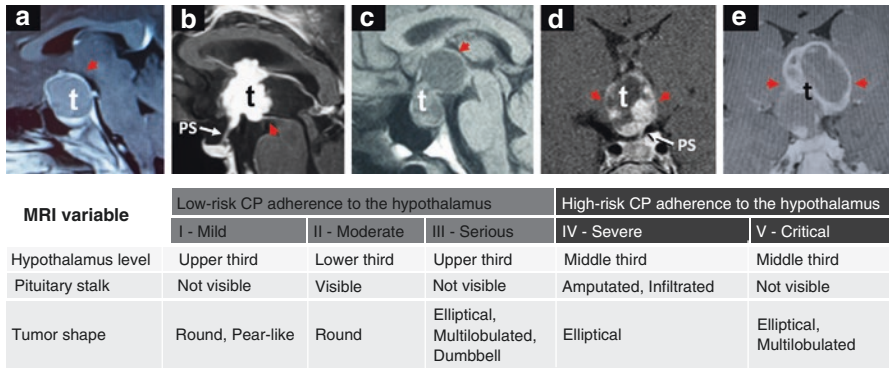 a b c d e
t t t t t
PS PS
MRI variable
Low-risk CP adherence to the hypothalamus High-risk CP adherence to the hypothalamus
I - Mild II - Moderate III - Serious IV - Severe V - Critical
Hypothalamus level Upper third Lower third Upper third Middle third Middle third
Pituitary stalk Not visible Visible Not visible Amputated, Infiltrated Not visible
Tumor shape Round, Pear-like Round Elliptical, Multilobulated, Dumbbell Elliptical Elliptical, Multilobulated